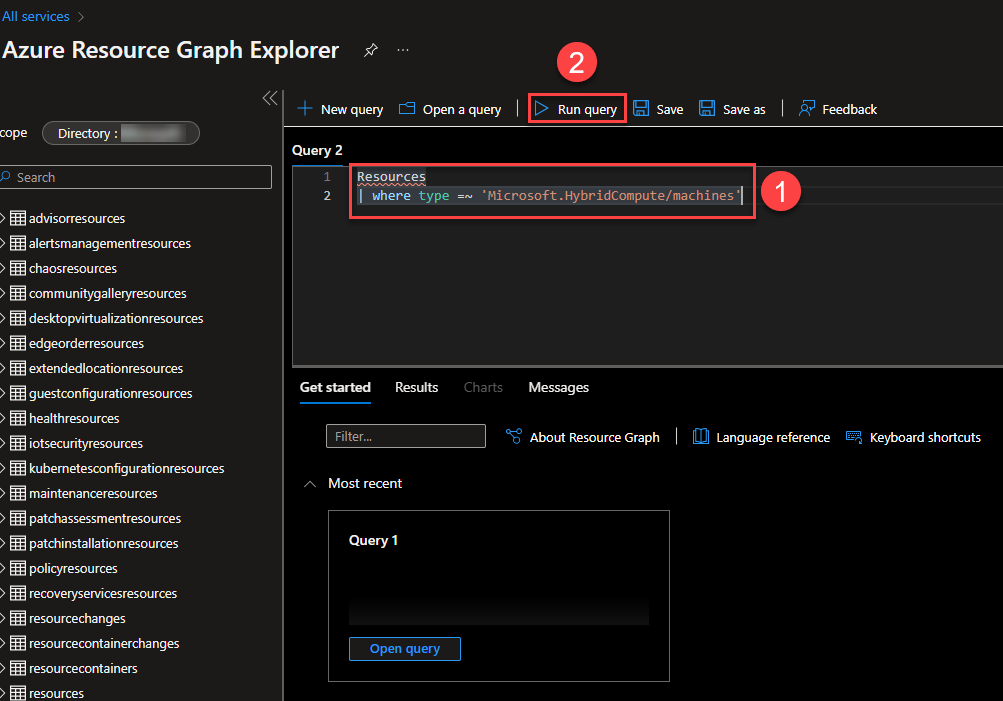 All services >
Azure Resource Graph Explorer ...
2
New query
Open a query
Run query
Save
Save as
Feedback
cope
Directory :
Search
advisorresources
alertsmanagementresources
chaosresources
communitygalleryresources
desktopvirtualizationresources
edgeorderresources
extendedlocationresources
guestconfigurationresources
healthresources
iotsecurityresources
kubernetesconfigurationresources
maintenanceresources
patchassessmentresources
patchinstallationresources
policyresources
recoveryservicesresources
resourcechanges
resourcecontainerchanges
resourcecontainers
resources
Query 2
1 Resources
2 | where type =~ 'Microsoft.HybridCompute/machines'
1
Get started Results Charts Messages
Filter...
About Resource Graph
Language reference
Keyboard shortcuts
Most recent
Query 1
Open query